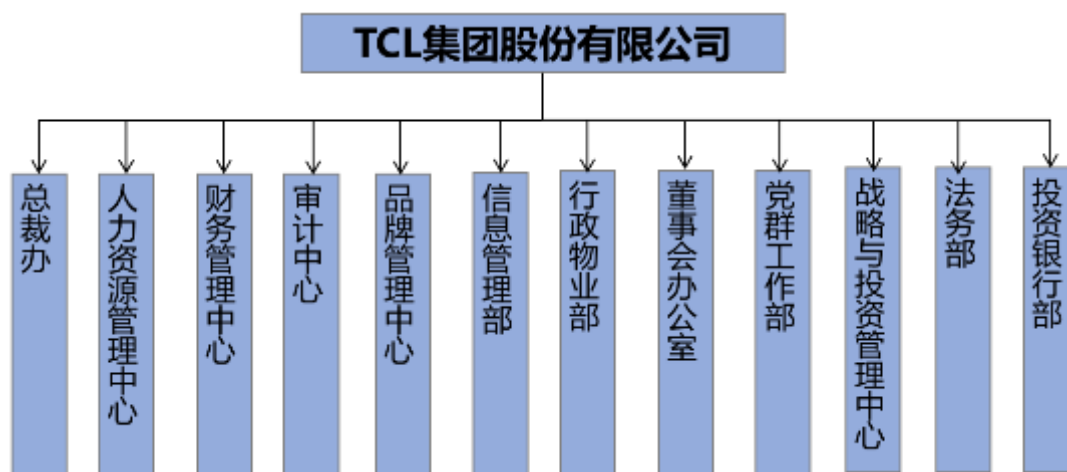 TCL集团股份有限公司
总裁办
人力资源管理中心
财务管理中心
审计中心
品牌管理中心
信息管理部
行政物业部
董事会办公室
党群工作部
战略与投资管理中心
法务部
投资银行部